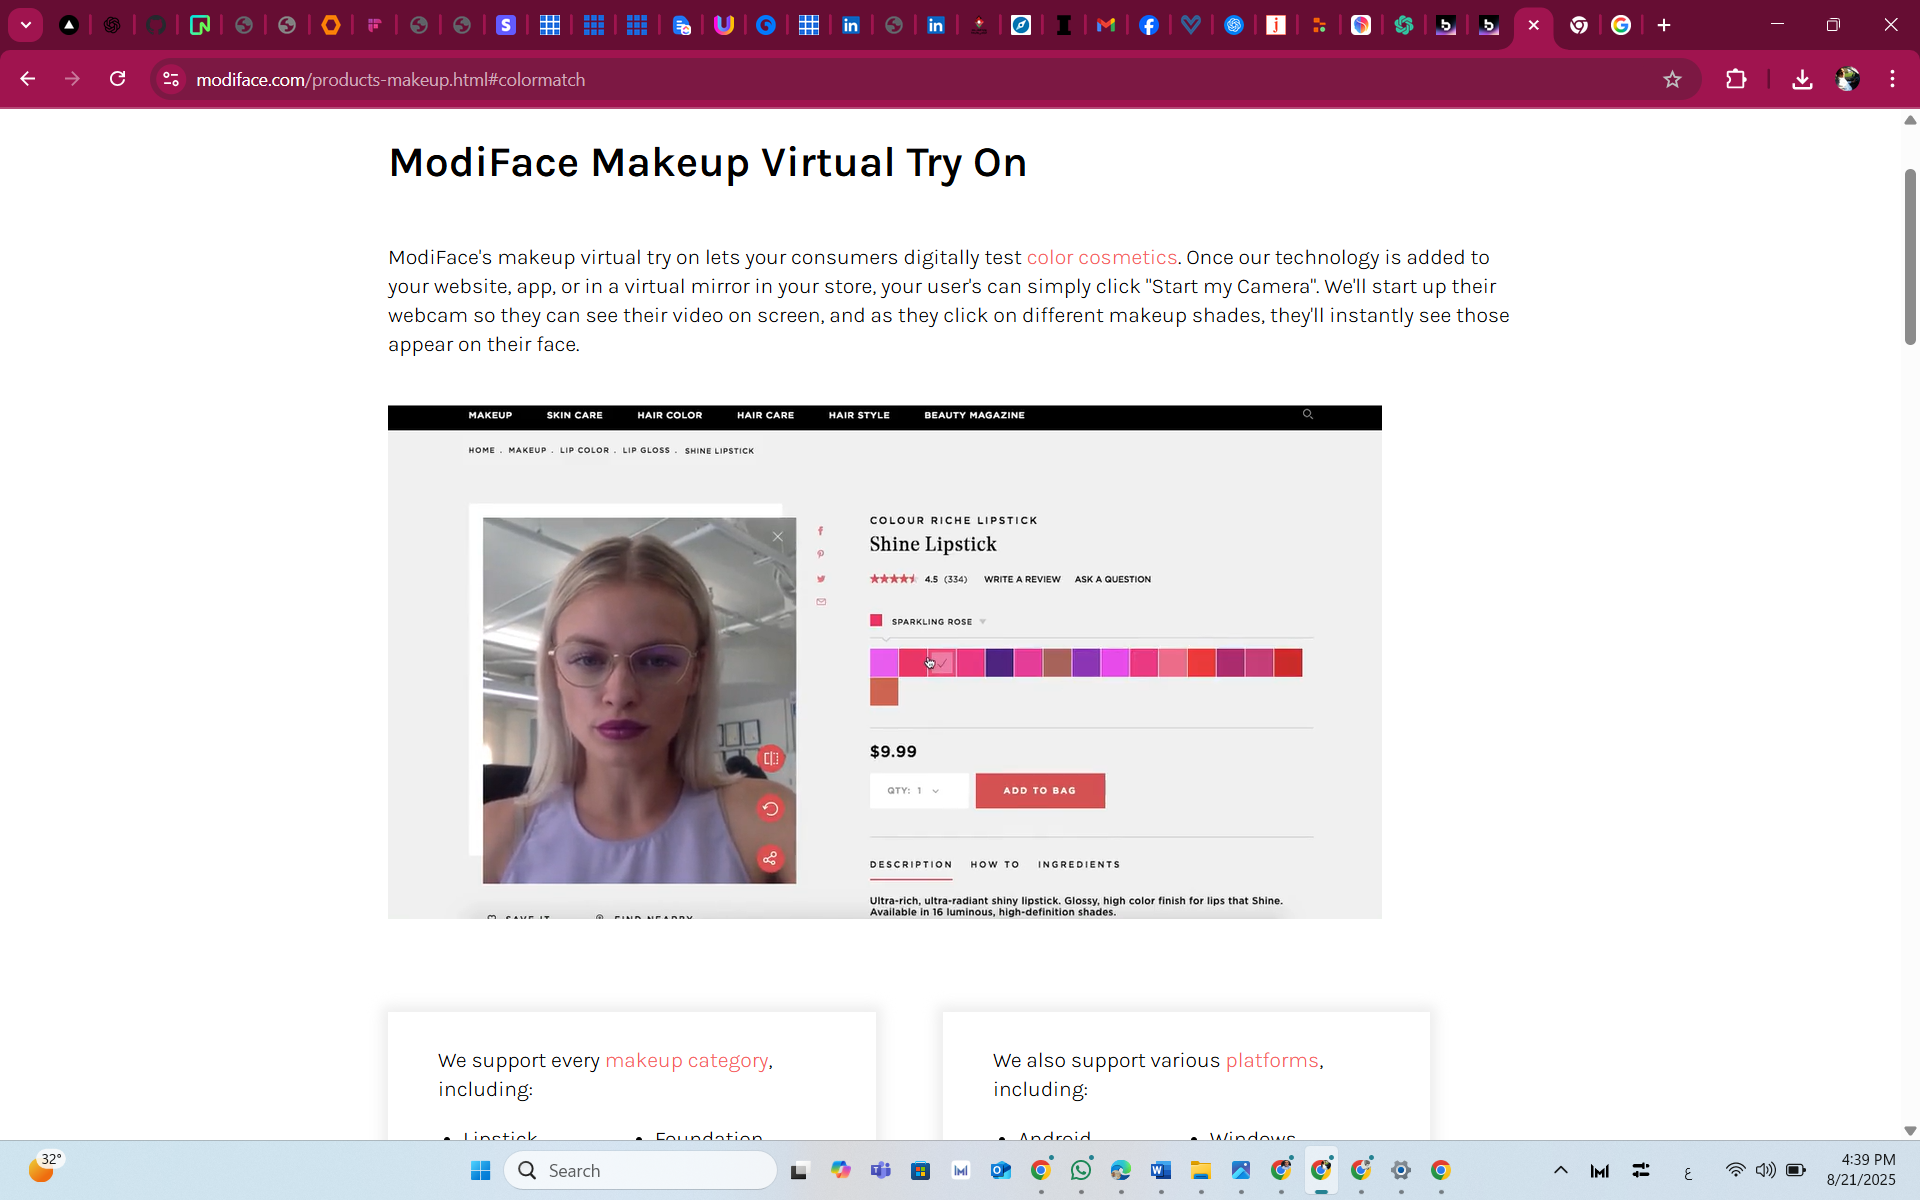 modiface.com/products-makeup.html#colormatch
ModiFace Makeup Virtual Try On
ModiFace's makeup virtual try on lets your consumers digitally test color cosmetics. Once our technology is added to
your website, app, or in a virtual mirror in your store, your user's can simply click "Start my Camera". We'll start up their
webcam so they can see their video on screen, and as they click on different makeup shades, they'll instantly see those
appear on their face.
MAKEUP SKIN CARE HAIR COLOR HAIR CARE HAIR STYLE BEAUTY MAGAZINE
HOME . MAKEUP . LIP COLOR . LIP GLOSS . SHINE LIPSTICK
COLOUR RICHE LIPSTICK
Shine Lipstick
4.5 (334) WRITE A REVIEW ASK A QUESTION
SPARKLING ROSE
$9.99
QTY: 1 ADD TO BAG
DESCRIPTION HOW TO INGREDIENTS
Ultra-rich, ultra-radiant shiny lipstick. Glossy, high color finish for lips that Shine.
Available in 16 luminous, high-definition shades.
SAVE IT FIND NEARBY
We support every makeup category,
including:
• Lipstick • Foundation
We also support various platforms,
including:
• Android • Windows
32°
Search
ع
4:39 PM
8/21/2025